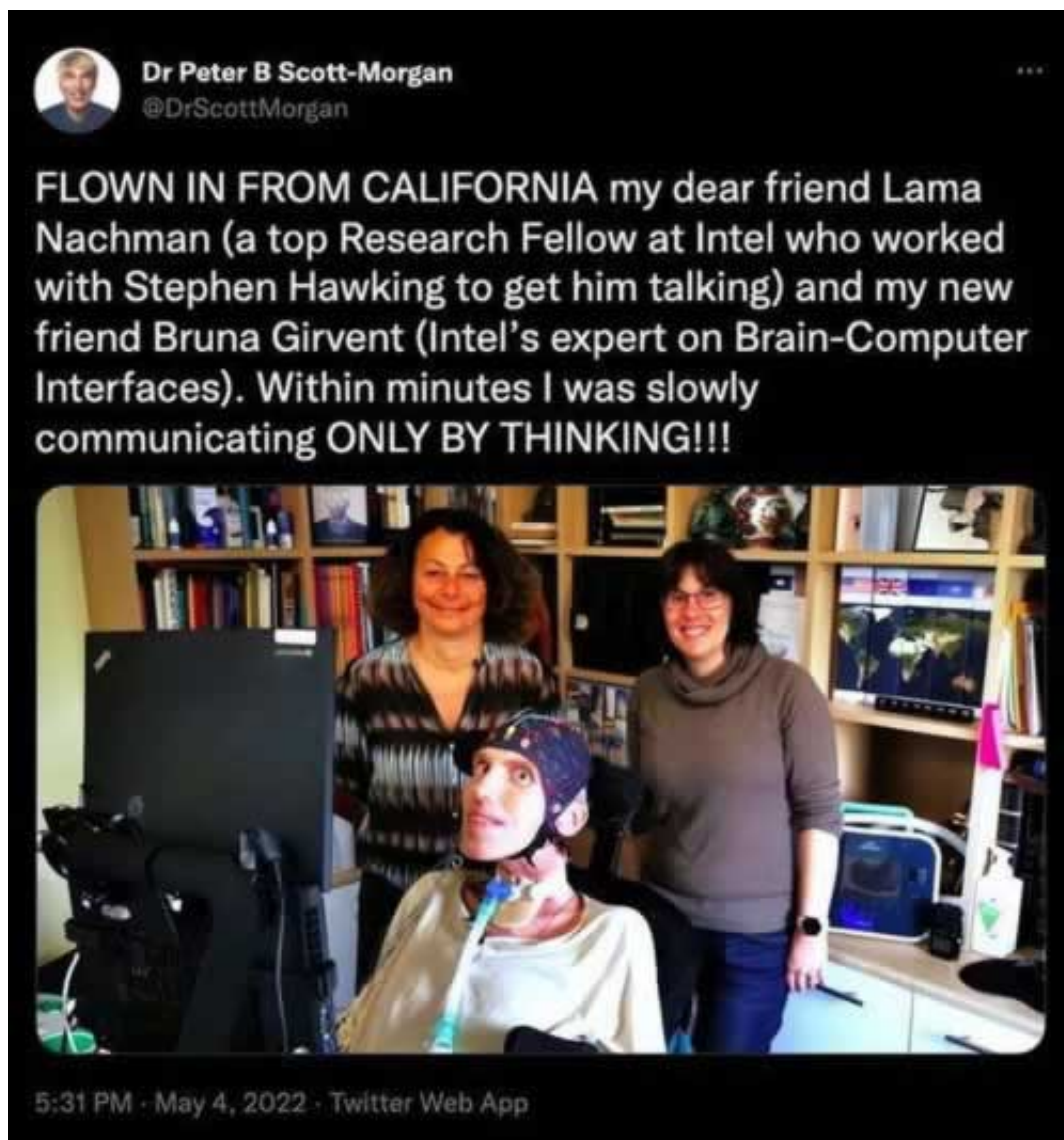 Dr Peter B Scott-Morgan
@DrScottMorgan
FLOWN IN FROM CALIFORNIA my dear friend Lama
Nachman (a top Research Fellow at Intel who worked
with Stephen Hawking to get him talking) and my new
friend Bruna Girvent (Intel’s expert on Brain-Computer
Interfaces). Within minutes I was slowly
communicating ONLY BY THINKING!!!
5:31 PM · May 4, 2022 · Twitter Web App